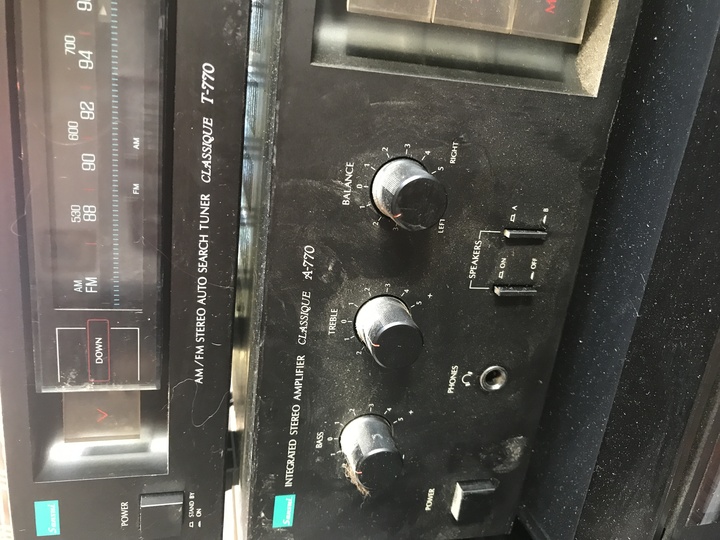 AM 530 600 700
FM 88 90 92 94
FM AM
DOWN
AM / FM STEREO AUTO SEARCH TUNER CLASSIQUE T-770
Sansui
POWER
STAND BY
ON
INTEGRATED STEREO AMPLIFIER CLASSIQUE A-770
Sansui
BASS
TREBLE
BALANCE
LEFT
RIGHT
POWER
PHONES
SPEAKERS
ON
OFF
A
B